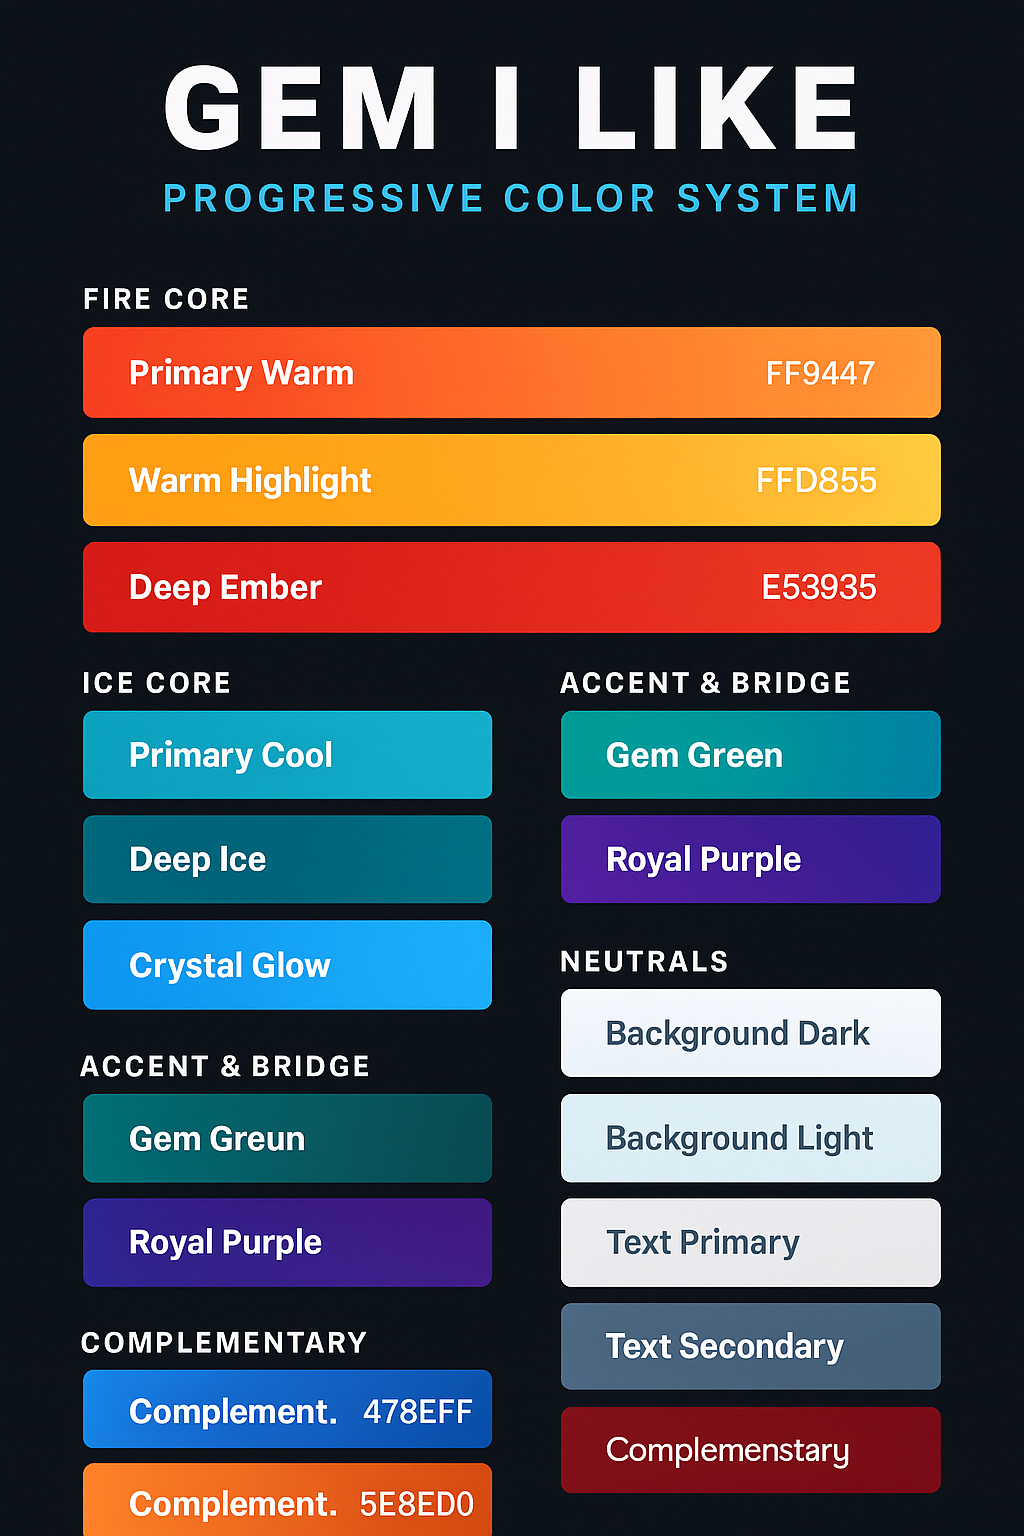 GEM I LIKE
PROGRESSIVE COLOR SYSTEM
FIRE CORE
Primary Warm FF9447
Warm Highlight FFD855
Deep Ember E53935
ICE CORE
Primary Cool
Deep Ice
Crystal Glow
ACCENT & BRIDGE
Gem Greun
Royal Purple
COMPLEMENTARY
Complement. 478EFF
Complement. 5E8ED0
ACCENT & BRIDGE
Gem Green
Royal Purple
NEUTRALS
Background Dark
Background Light
Text Primary
Text Secondary
Complemenstary